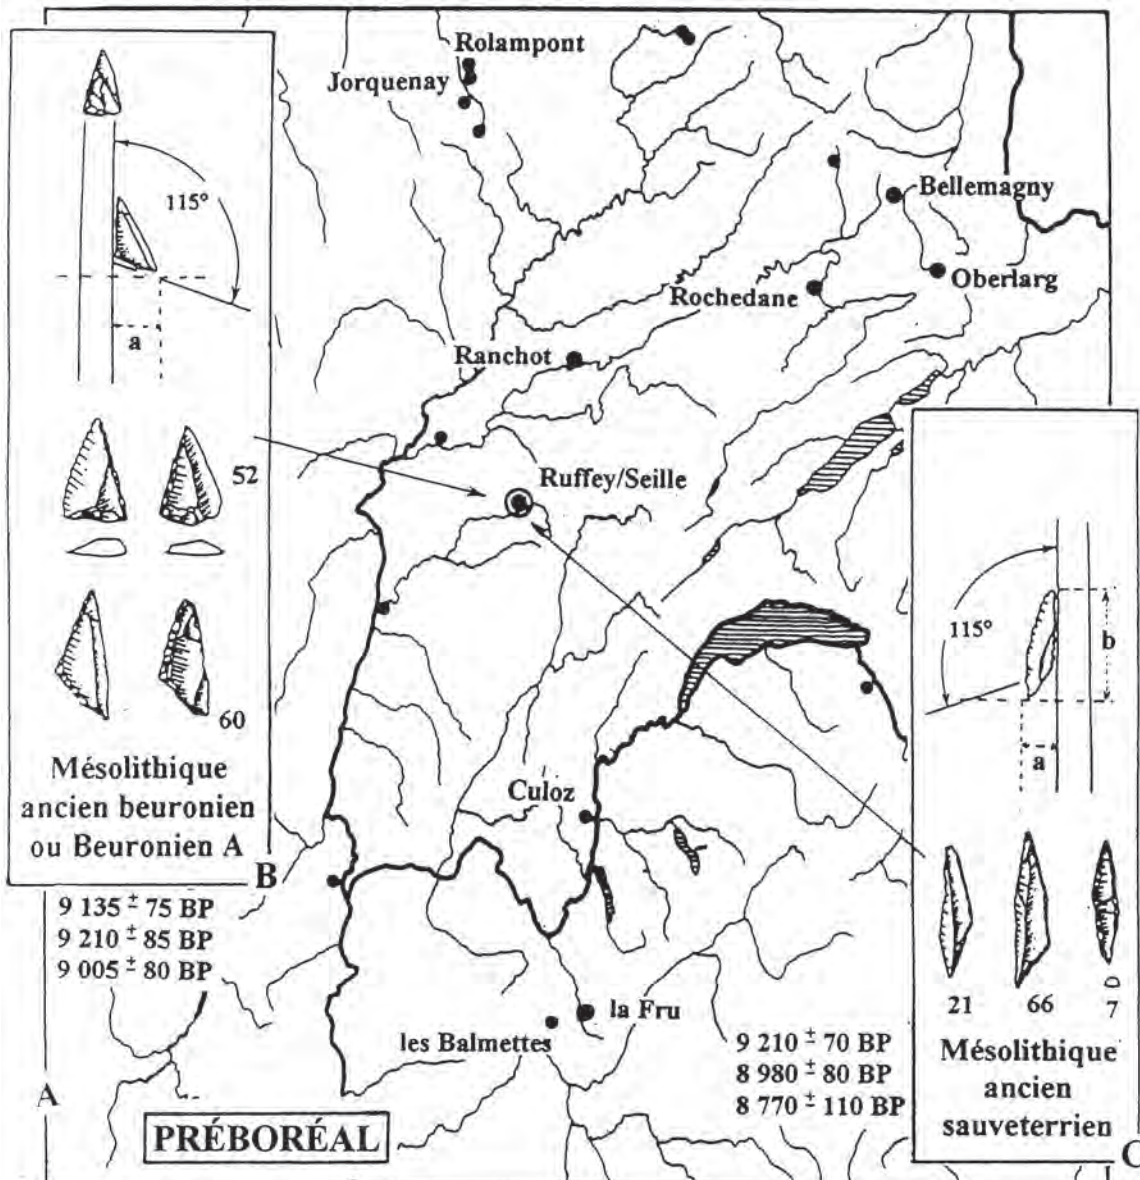 Rolampont
Jorquenay
115°
Bellemagny
Oberlarg
Rochedane
a
Ranchot
52
Ruffey/Seille
60
Mésolithique
ancien beuronien
ou Beuronien A
B
9 135 ± 75 BP
9 210 ± 85 BP
9 005 ± 80 BP
115°
b
a
Culoz
21 66 7
la Fru
les Balmettes
9 210 ± 70 BP
8 980 ± 80 BP
8 770 ± 110 BP
Mésolithique
ancien
sauveterrien
A
PRÉBORÉAL
C